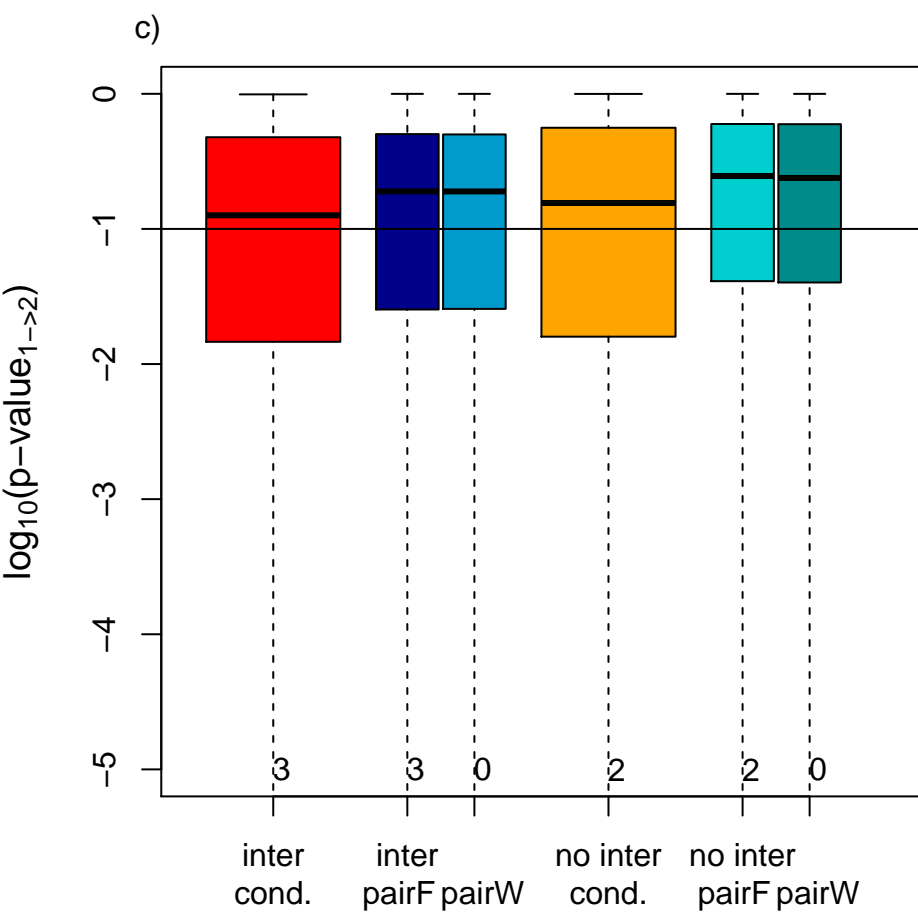 c)
log10(p−value1−>2)
0
−1
−2
−3
−4
−5
3 3 0 2 2 0
inter inter no inter no inter
cond. pairF pairW cond. pairF pairW